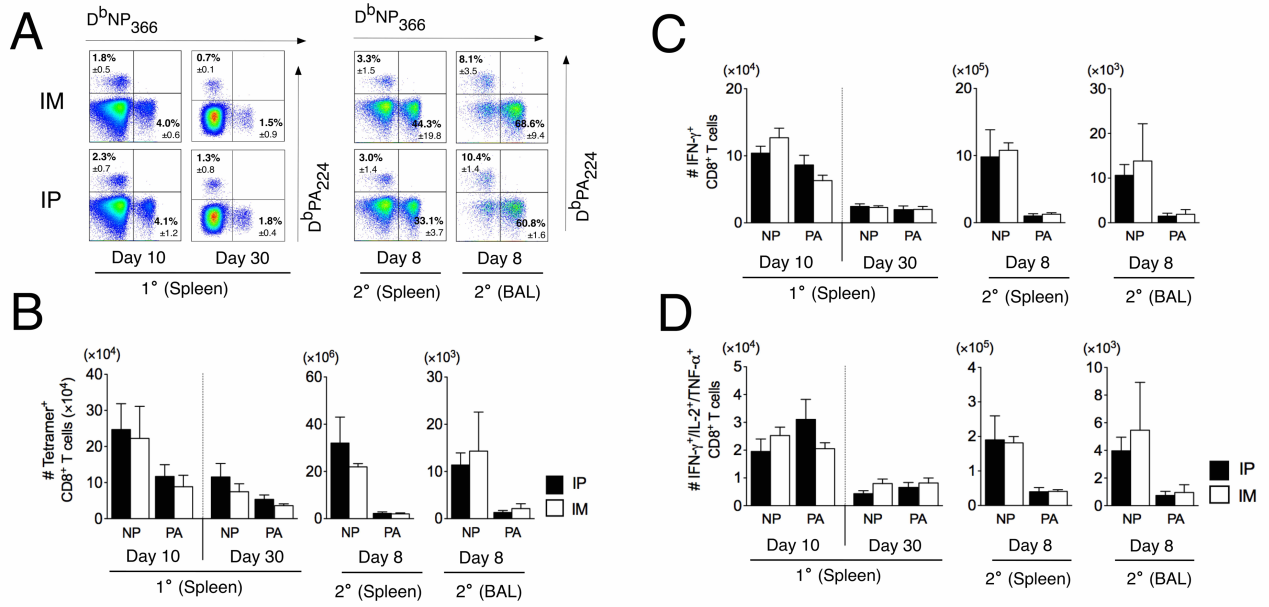 A
DbNP366
DbNP366
IM
1.8%
±0.5
4.0%
±0.6
0.7%
±0.1
1.5%
±0.9
3.3%
±1.5
44.3%
±19.8
8.1%
±3.5
68.6%
±9.4
IP
2.3%
±0.7
4.1%
±1.2
1.3%
±0.8
1.8%
±0.4
3.0%
±1.4
33.1%
±3.7
10.4%
±1.4
60.8%
±1.6
DbPA224
DbPA224
Day 10 Day 30
1° (Spleen)
Day 8 Day 8
2° (Spleen) 2° (BAL)
B
# Tetramer+
CD8+ T cells (×10⁴)
(×10⁴)
40
30
20
10
0
NP PA NP PA
Day 10 Day 30
1° (Spleen)
(×10⁶)
60
40
20
0
NP PA
Day 8
2° (Spleen)
(×10³)
30
20
10
0
NP PA
Day 8
2° (BAL)
IP
IM
C
# IFN-γ+
CD8+ T cells
(×10⁴)
20
10
0
NP PA NP PA
Day 10 Day 30
1° (Spleen)
(×10⁵)
20
10
0
NP PA
Day 8
2° (Spleen)
(×10³)
30
20
10
0
NP PA
Day 8
2° (BAL)
D
# IFN-γ+/IL-2+/TNF-α+
CD8+ T cells
(×10⁴)
5
4
3
2
1
0
NP PA NP PA
Day 10 Day 30
1° (Spleen)
(×10⁵)
4
3
2
1
0
NP PA
Day 8
2° (Spleen)
(×10³)
10
8
6
4
2
0
NP PA
Day 8
2° (BAL)
IP
IM